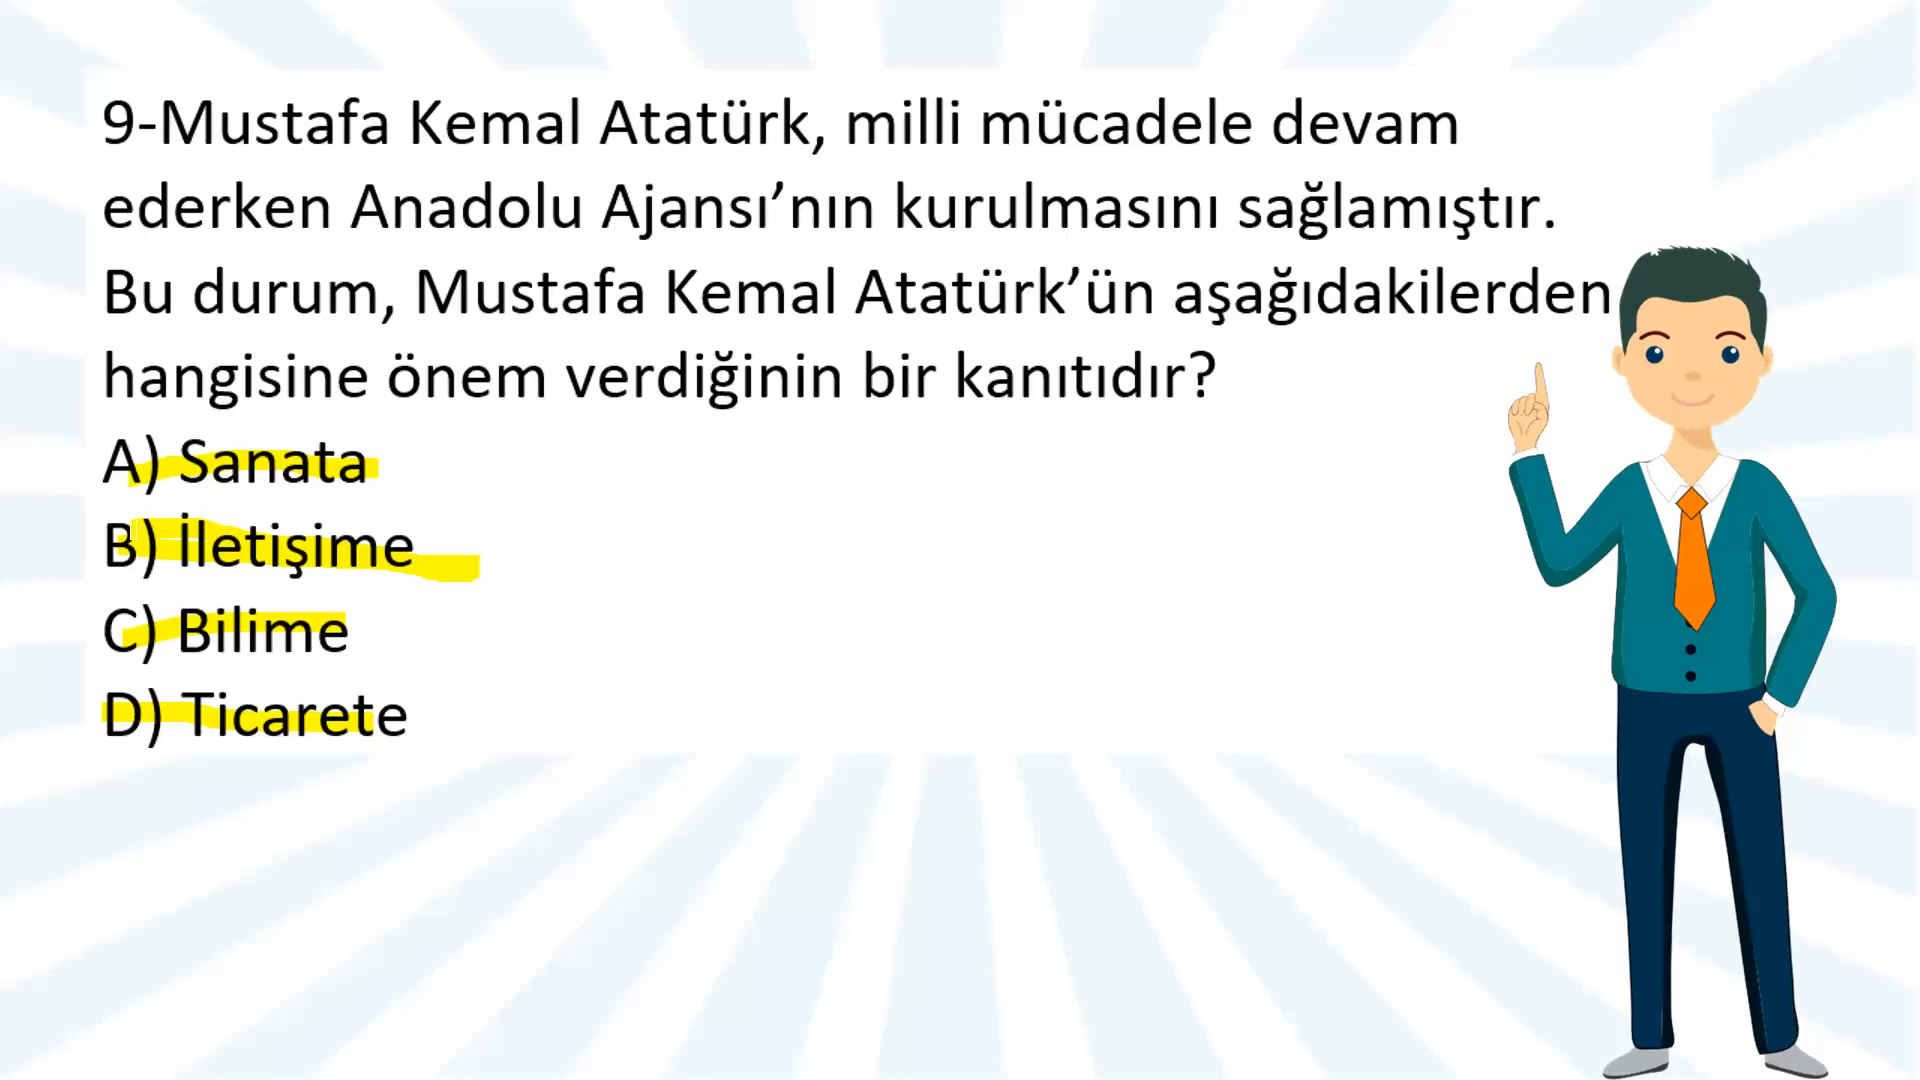 9-Mustafa Kemal Atatürk, milli mücadele devam
ederken Anadolu Ajansı’nın kurulmasını sağlamıştır.
Bu durum, Mustafa Kemal Atatürk’ün aşağıdakilerden
hangisine önem verdiğinin bir kanıtıdır?
A) Sanata
B) İletişime
C) Bilime
D) Ticarete